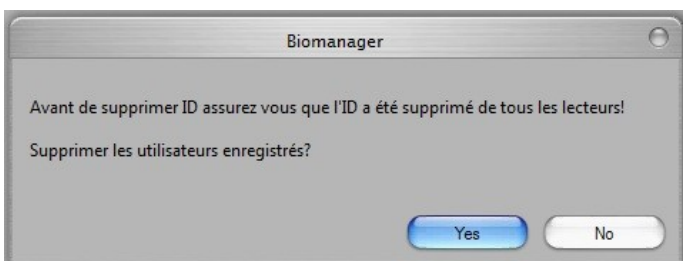 Biomanager
Avant de supprimer ID assurez vous que l'ID a été supprimé de tous les lecteurs!
Supprimer les utilisateurs enregistrés?
Yes
No